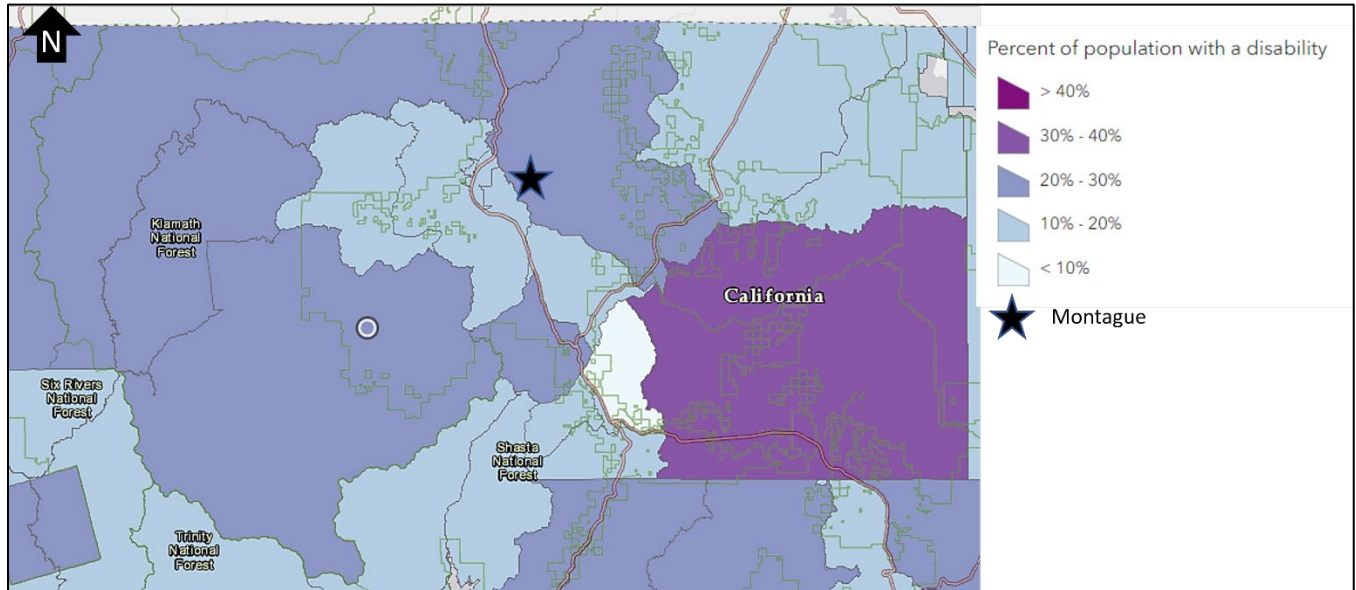 N
Percent of population with a disability
> 40%
30% - 40%
20% - 30%
10% - 20%
< 10%
Montague
Klamath
National
Forest
California
Six Rivers
National
Forest
Shasta
National
Forest
Trinity
National
Forest